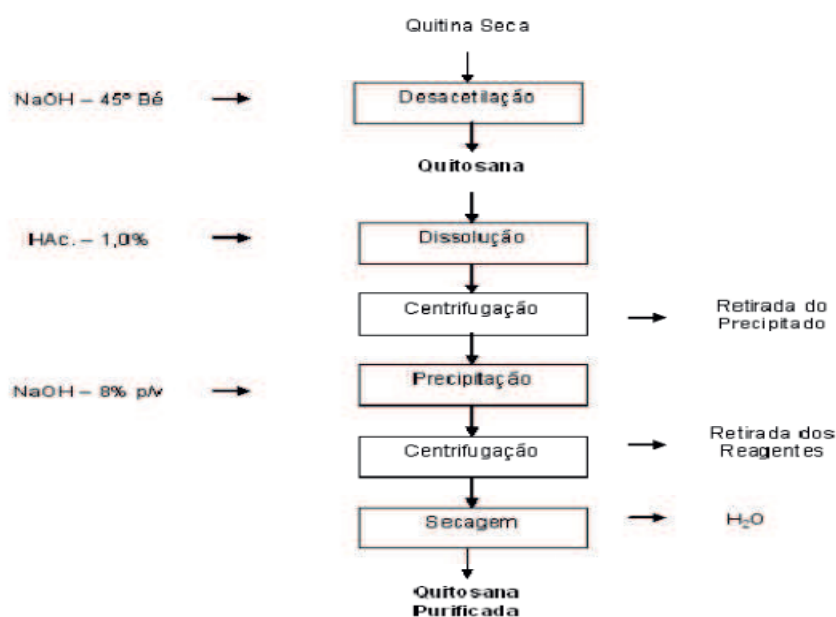 Quitina Seca
NaOH – 45º Bé
Desacetilação
Quitosana
HAc. – 1,0%
Dissolução
Centrifugação
Retirada do
Precipitado
NaOH – 8% p/v
Precipitação
Centrifugação
Retirada dos
Reagentes
Secagem
H₂O
Quitosana
Purificada